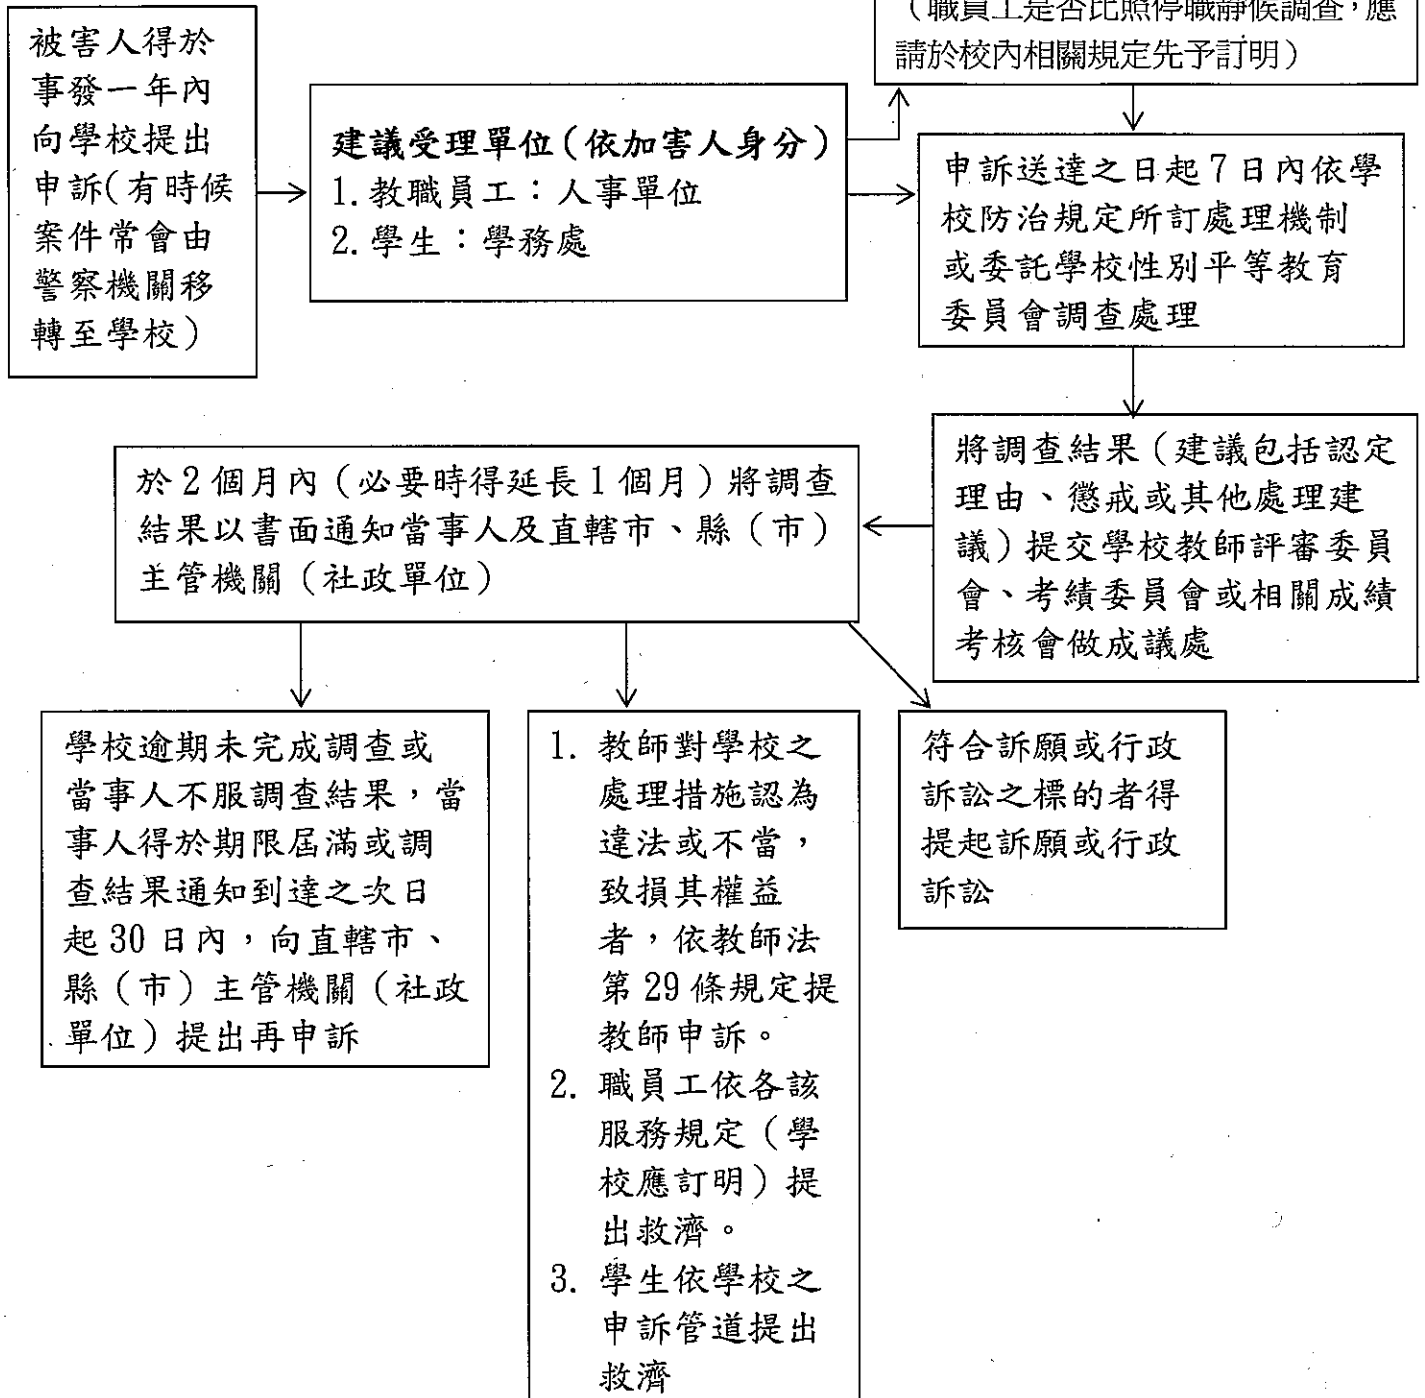 被害人得於
事發一年內
向學校提出
申訴(有時候
案件常會由
警察機關移
轉至學校)
建議受理單位(依加害人身分)
1.教職員工：人事單位
2.學生：學務處
（職員工是否比照停職靜候調查，應
請於校內相關規定先予訂明）
申訴送達之日起7日內依學
校防治規定所訂處理機制
或委託學校性別平等教育
委員會調查處理
將調查結果（建議包括認定
理由、懲戒或其他處理建
議）提交學校教師評審委員
會、考績委員會或相關成績
考核會做成議處
於2個月內（必要時得延長1個月）將調查
結果以書面通知當事人及直轄市、縣（市）
主管機關（社政單位）
學校逾期未完成調查或
當事人不服調查結果，當
事人得於期限屆滿或調
查結果通知到達之次日
起30日內，向直轄市、
縣（市）主管機關（社政
單位）提出再申訴
1. 教師對學校之
處理措施認為
違法或不當，
致損其權益
者，依教師法
第29條規定提
教師申訴。
2. 職員工依各該
服務規定（學
校應訂明）提
出救濟。
3. 學生依學校之
申訴管道提出
救濟
符合訴願或行政
訴訟之標的者得
提起訴願或行政
訴訟